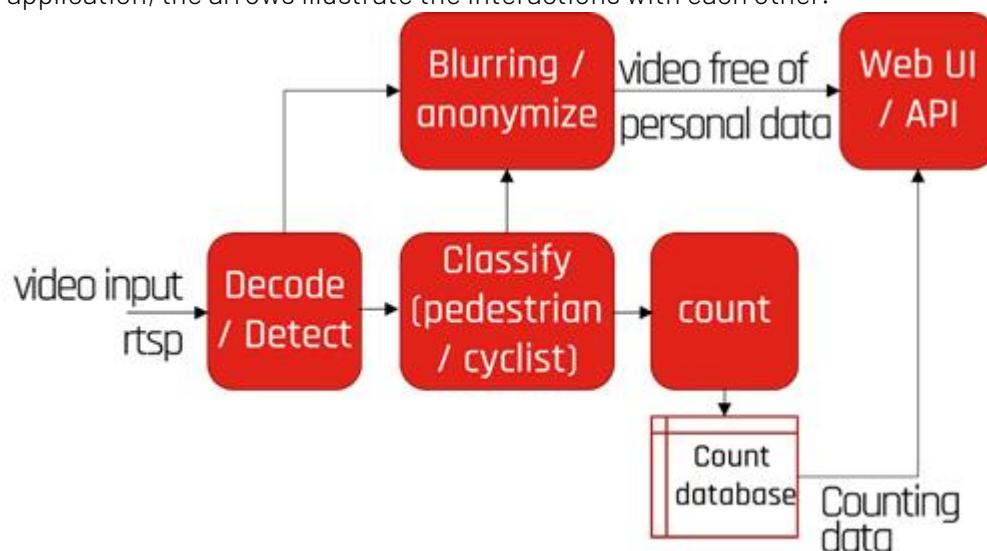 application, the arrows illustrate the interactions with each other.
Blurring /
anonymize
video free of
personal data
Web UI
/ API
video input
rtsp
Decode
/ Detect
Classify
(pedestrian
/ cyclist)
count
Count
database
Counting
data